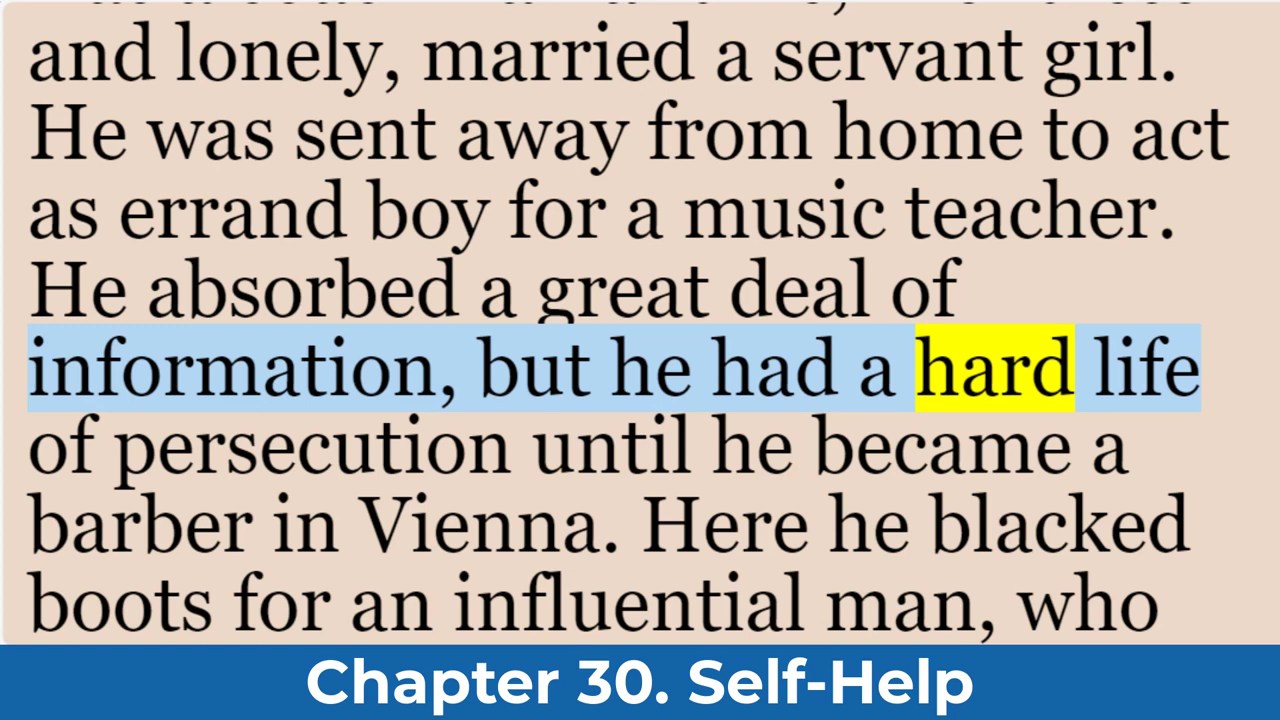 and lonely, married a servant girl.
He was sent away from home to act
as errand boy for a music teacher.
He absorbed a great deal of
information, but he had a hard life
of persecution until he became a
barber in Vienna. Here he blacked
boots for an influential man, who
Chapter 30. Self-Help